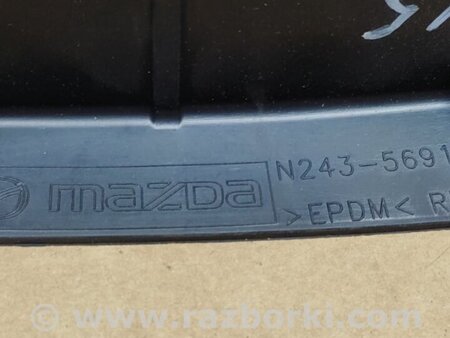 mazda N243-5691
>EPDM< R
www.razborki.com